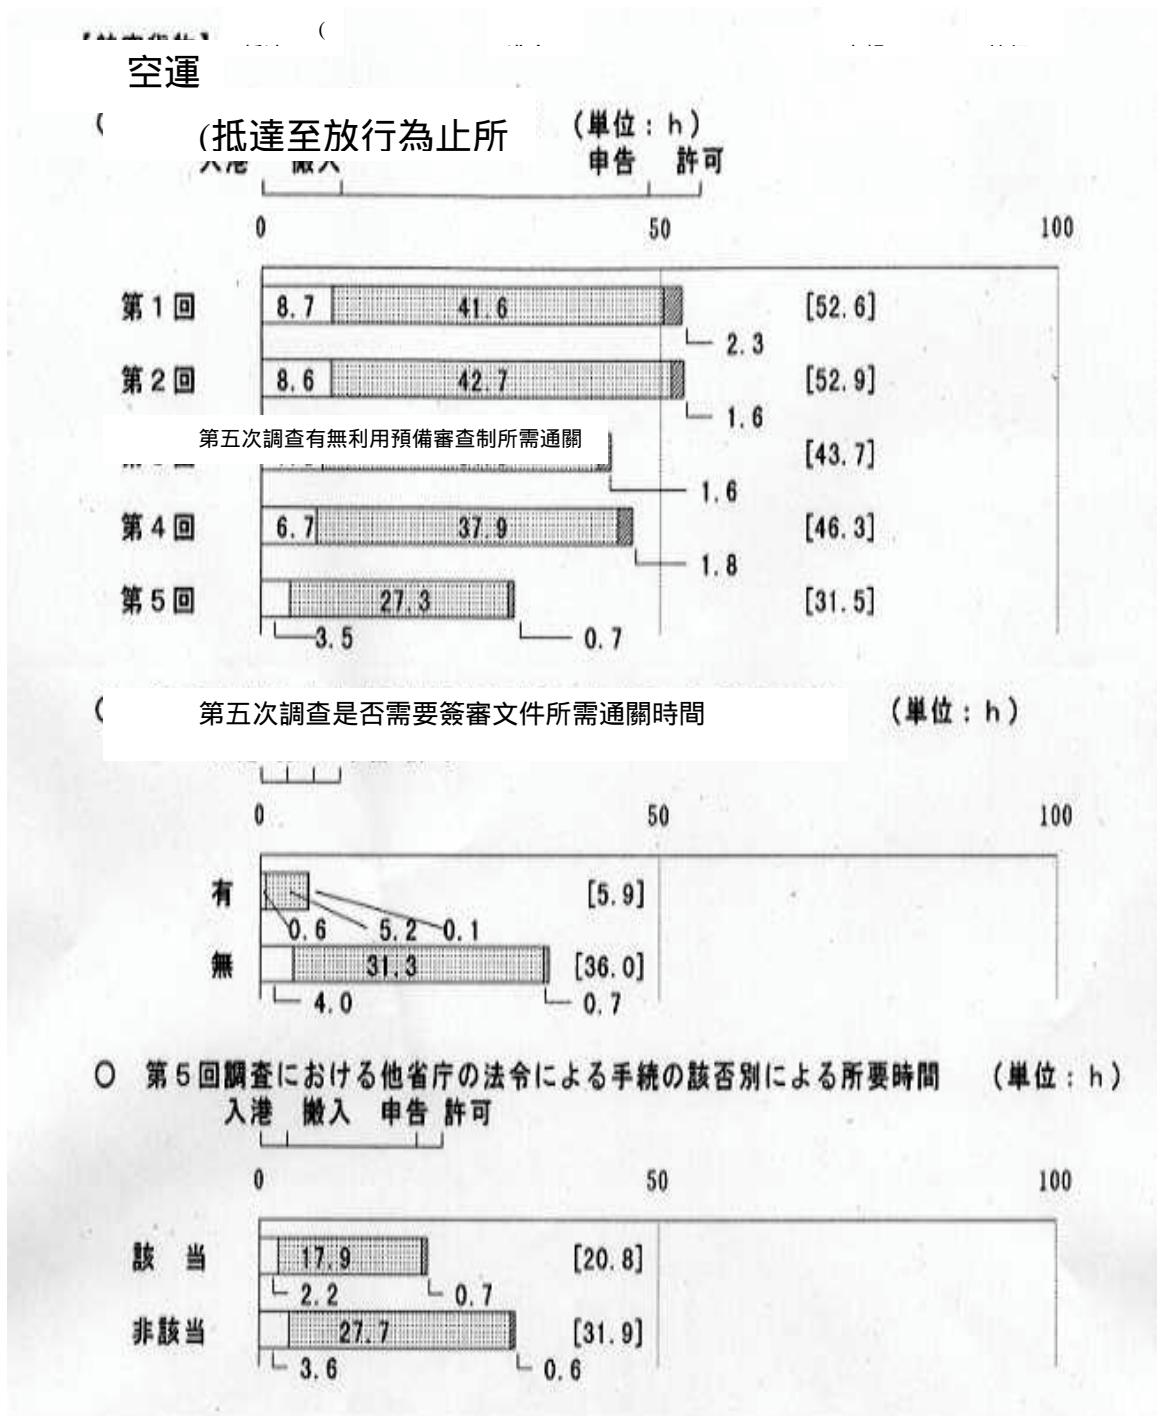 (
空運
(抵達至放行為止所
(単位：h)
申告 許可
0 50 100
第1回 8.7 41.6 [52.6]
2.3
第2回 8.6 42.7 [52.9]
1.6
第五次調查有無利用預備審查制所需通關
[43.7]
1.6
第4回 6.7 37.9 [46.3]
1.8
第5回 27.3 [31.5]
3.5 0.7
第五次調查是否需要簽審文件所需通關時間
(単位：h)
0 50 100
有 [5.9]
0.6 5.2 0.1
無 31.3 [36.0]
4.0 0.7
○ 第5回調査における他省庁の法令による手続の該否別による所要時間 (単位：h)
入港 搬入 申告 許可
0 50 100
該当 17.9 [20.8]
2.2 0.7
非該当 27.7 [31.9]
3.6 0.6